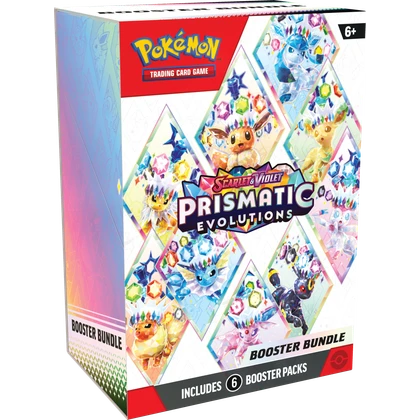 Pokémon
TRADING CARD GAME
6+
SCARLET & VIOLET
PRISMATIC
EVOLUTIONS
BOOSTER BUNDLE
INCLUDES 6 BOOSTER PACKS
BOOSTER BUNDLE